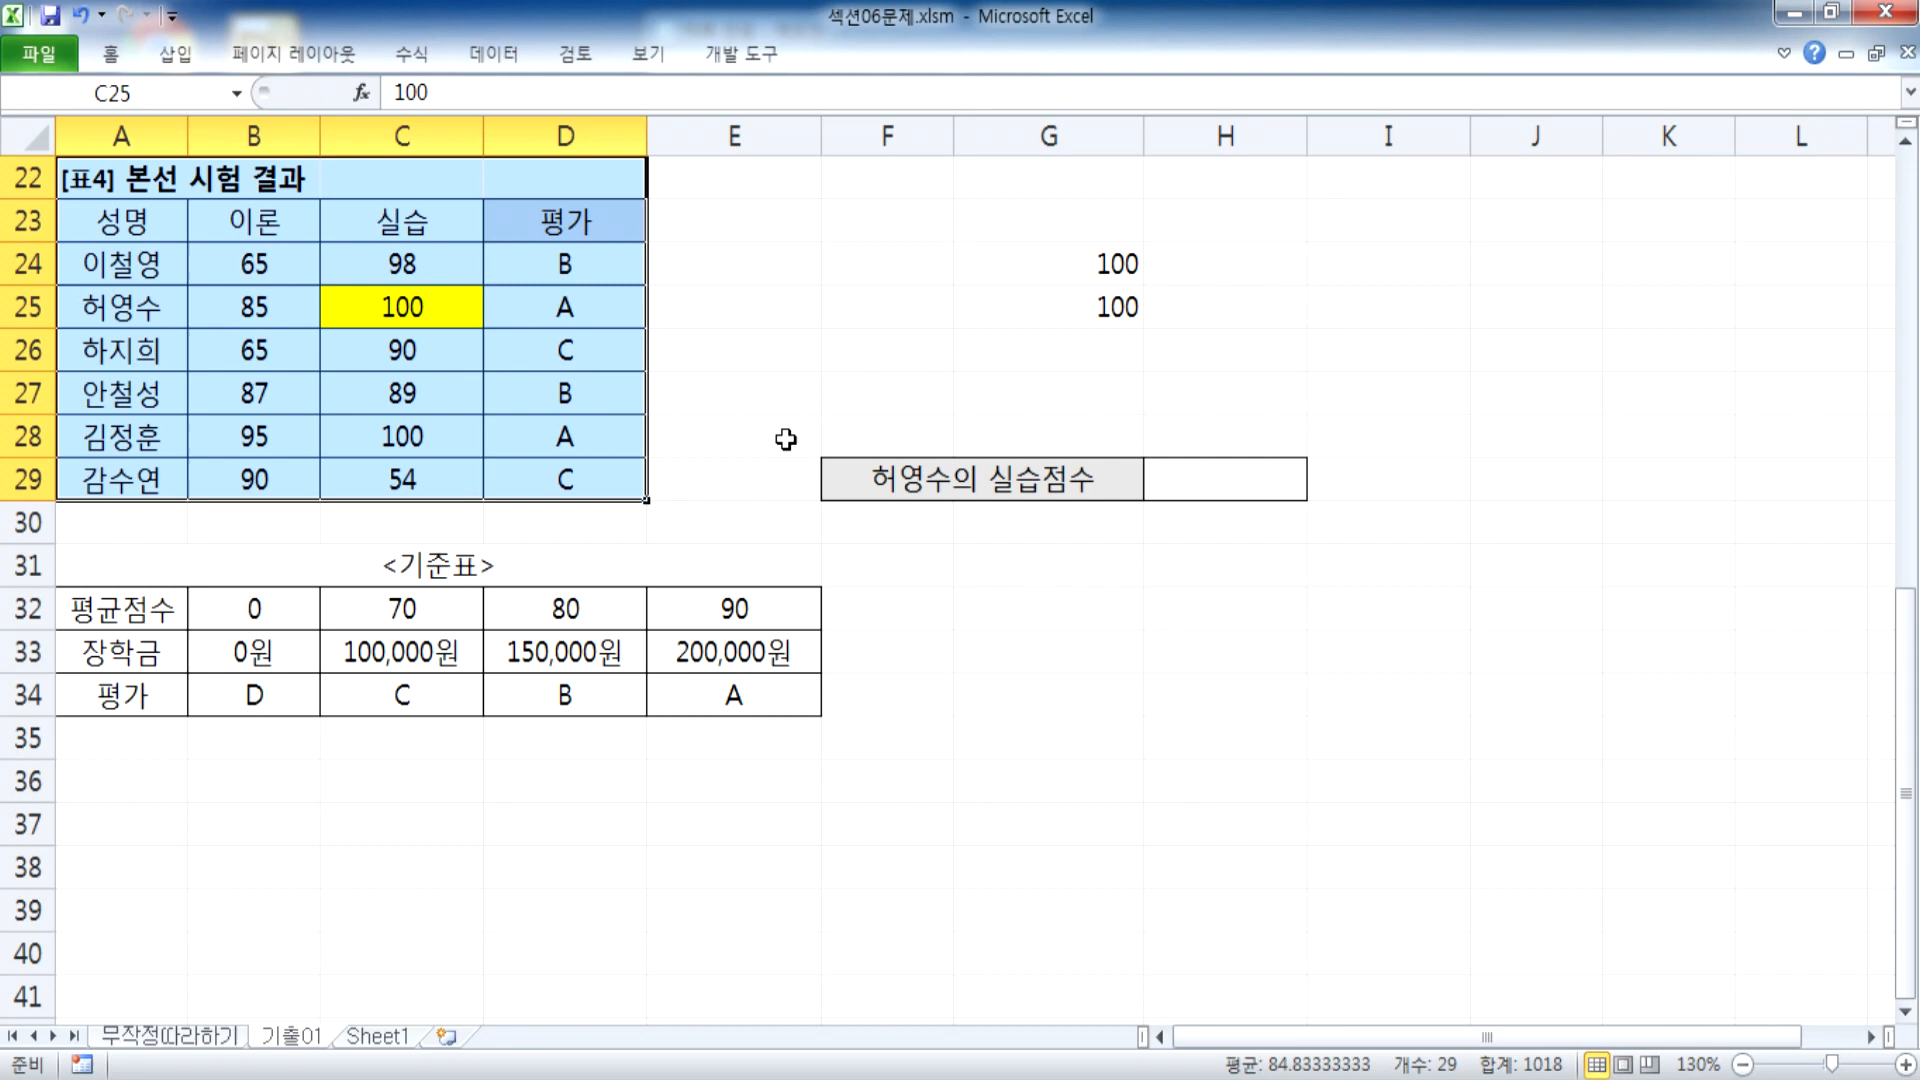 섹션06문제.xlsm - Microsoft Excel
파일 홈 삽입 페이지 레이아웃 수식 데이터 검토 보기 개발 도구
C25 fx 100
A B C D E F G H I J K L
22 [표4] 본선 시험 결과
23 성명 이론 실습 평가
24 이철영 65 98 B 100
25 허영수 85 100 A 100
26 하지희 65 90 C
27 안철성 87 89 B
28 김정훈 95 100 A
29 감수연 90 54 C 허영수의 실습점수
30
31 <기준표>
32 평균점수 0 70 80 90
33 장학금 0원 100,000원 150,000원 200,000원
34 평가 D C B A
35
36
37
38
39
40
41
무작정따라하기 기출01 Sheet1
준비 평균: 84.83333333 개수: 29 합계: 1018 130%